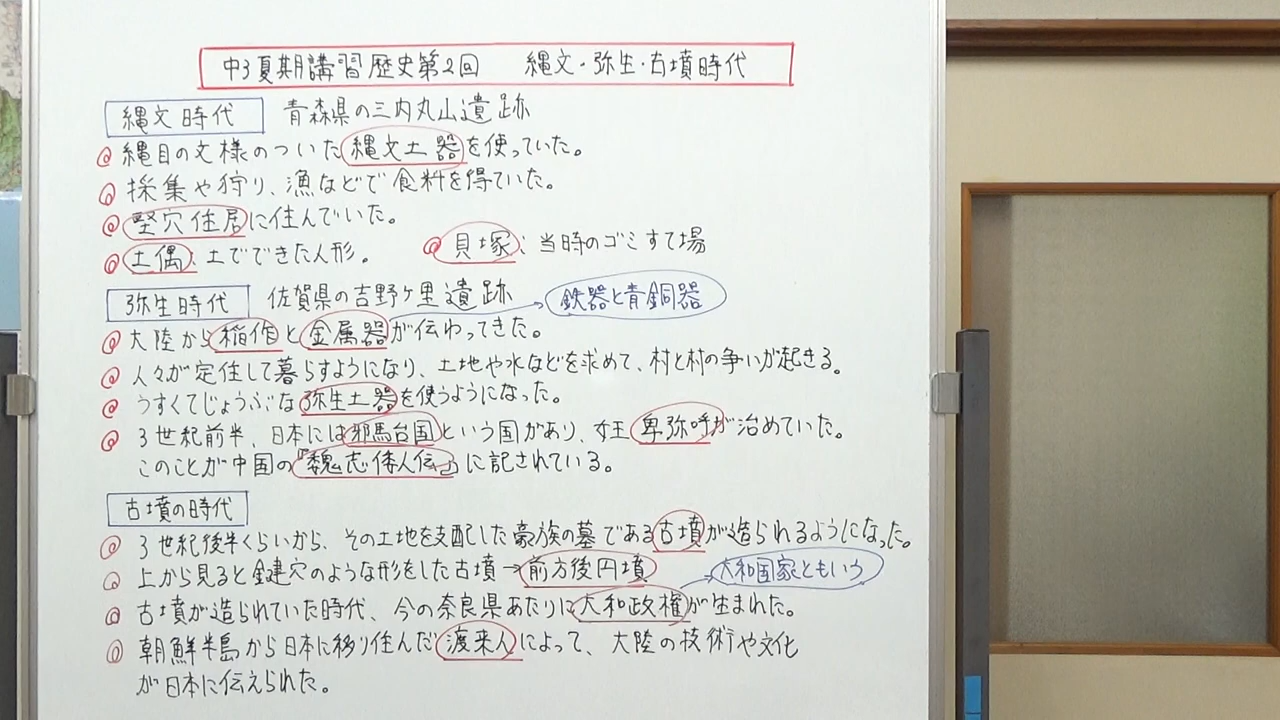 中3夏期講習歴史第2回 縄文・弥生・古墳時代
縄文時代 青森県の三内丸山遺跡
◎縄目の文様のついた縄文土器を使っていた。
◎採集や狩り、漁などで食料を得ていた。
◎竪穴住居に住んでいた。
◎土偶:土でできた人形。 ◎貝塚:当時のゴミすて場
弥生時代 佐賀県の吉野ヶ里遺跡 鉄器と青銅器
◎大陸から稲作と金属器が伝わってきた。
◎人々が定住して暮らすようになり、土地や水などを求めて、村と村の争いが起きる。
◎うすくてじょうぶな弥生土器を使うようになった。
◎3世紀前半、日本には邪馬台国という国があり、女王卑弥呼が治めていた。
このことが中国の『魏志倭人伝』に記されている。
古墳の時代
◎3世紀後半くらいから、その土地を支配した豪族の墓である古墳が造られるようになった。
◎上から見ると鍵穴のような形をした古墳→前方後円墳 大和国家ともいう
◎古墳が造られていた時代、今の奈良県あたりに大和政権が生まれた。
◎朝鮮半島から日本に移り住んだ渡来人によって、大陸の技術や文化
が日本に伝えられた。